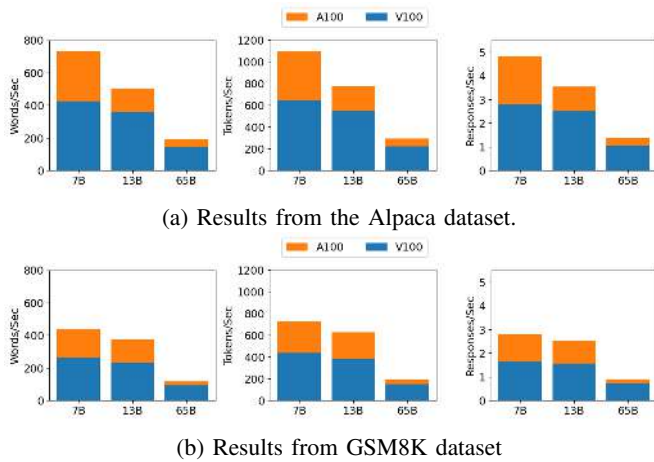 A100 V100
800
600
400
200
0
Words/Sec
7B 13B 65B
1200
1000
800
600
400
200
0
Tokens/Sec
7B 13B 65B
5
4
3
2
1
0
Responses/Sec
7B 13B 65B
(a) Results from the Alpaca dataset.
A100 V100
800
600
400
200
0
Words/Sec
7B 13B 65B
1200
1000
800
600
400
200
0
Tokens/Sec
7B 13B 65B
5
4
3
2
1
0
Responses/Sec
7B 13B 65B
(b) Results from GSM8K dataset